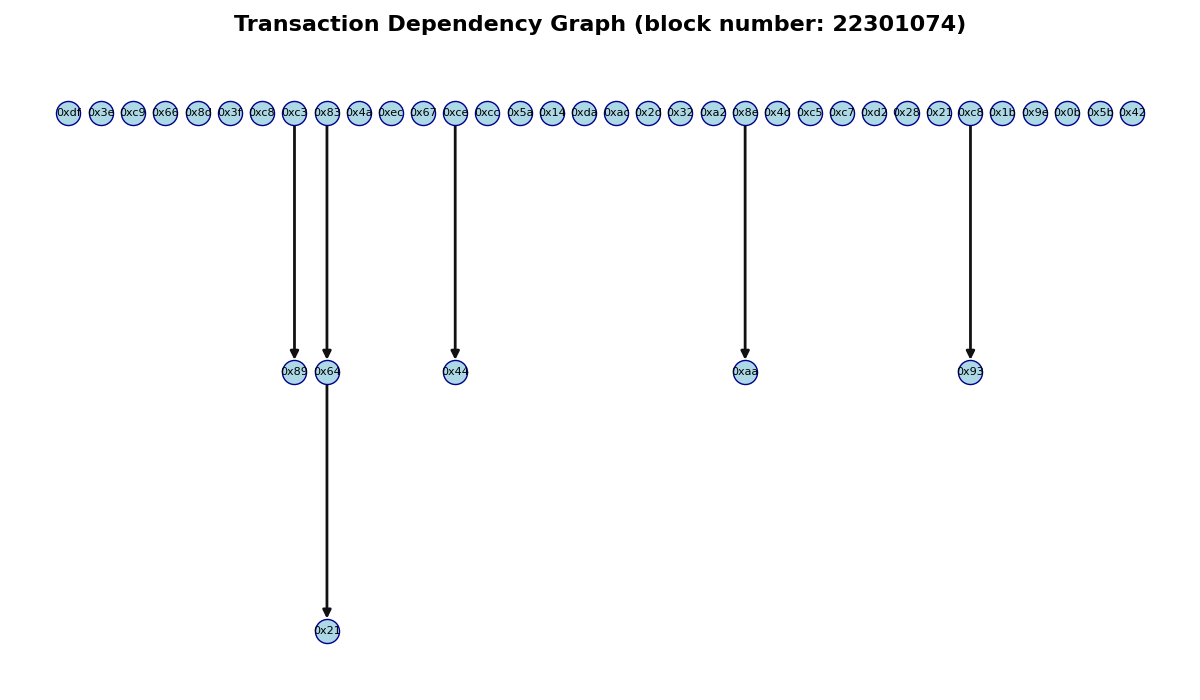 Transaction Dependency Graph (block number: 22301074)
0xdf 0x3e 0xc9 0x66 0x8d 0x3f 0xc8 0xc3 0x83 0x4a 0xec 0x67 0xce 0xcc 0x5a 0x14 0xda 0xac 0x2d 0x32 0xa2 0x8e 0x4d 0xc5 0xc7 0xd2 0x28 0x21 0xc8 0x1b 0x9e 0x0b 0x5b 0x42
0x89 0x64 0x44 0xaa 0x93
0x21